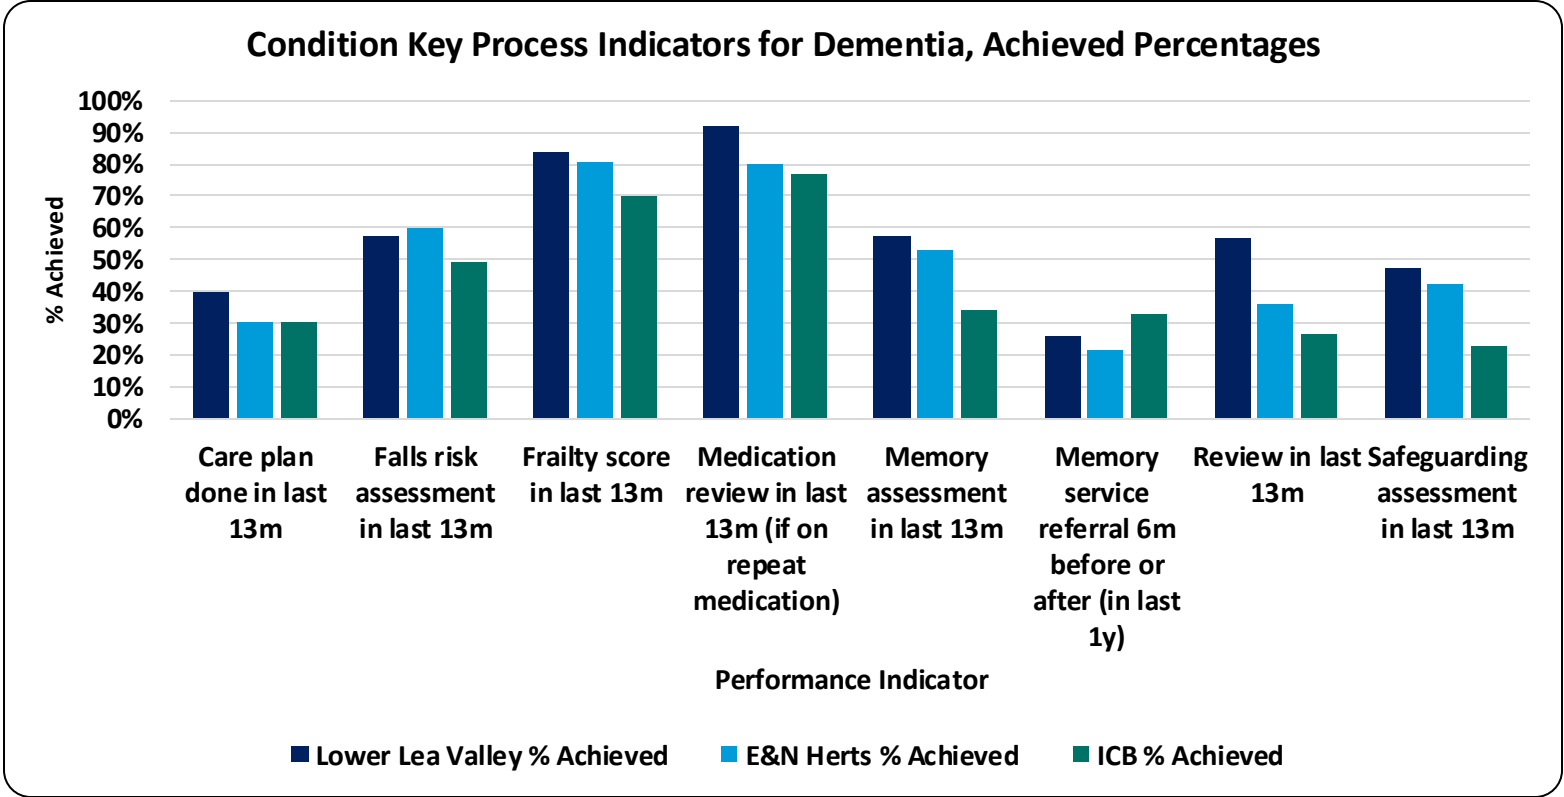 Condition Key Process Indicators for Dementia, Achieved Percentages
% Achieved
100%
90%
80%
70%
60%
50%
40%
30%
20%
10%
0%
Care plan
done in last
13m
Falls risk
assessment
in last 13m
Frailty score
in last 13m
Medication
review in last
13m (if on
repeat
medication)
Memory
assessment
in last 13m
Memory
service
referral 6m
before or
after (in last
1y)
Review in last
13m
Safeguarding
assessment
in last 13m
Performance Indicator
Lower Lea Valley % Achieved
E&N Herts % Achieved
ICB % Achieved